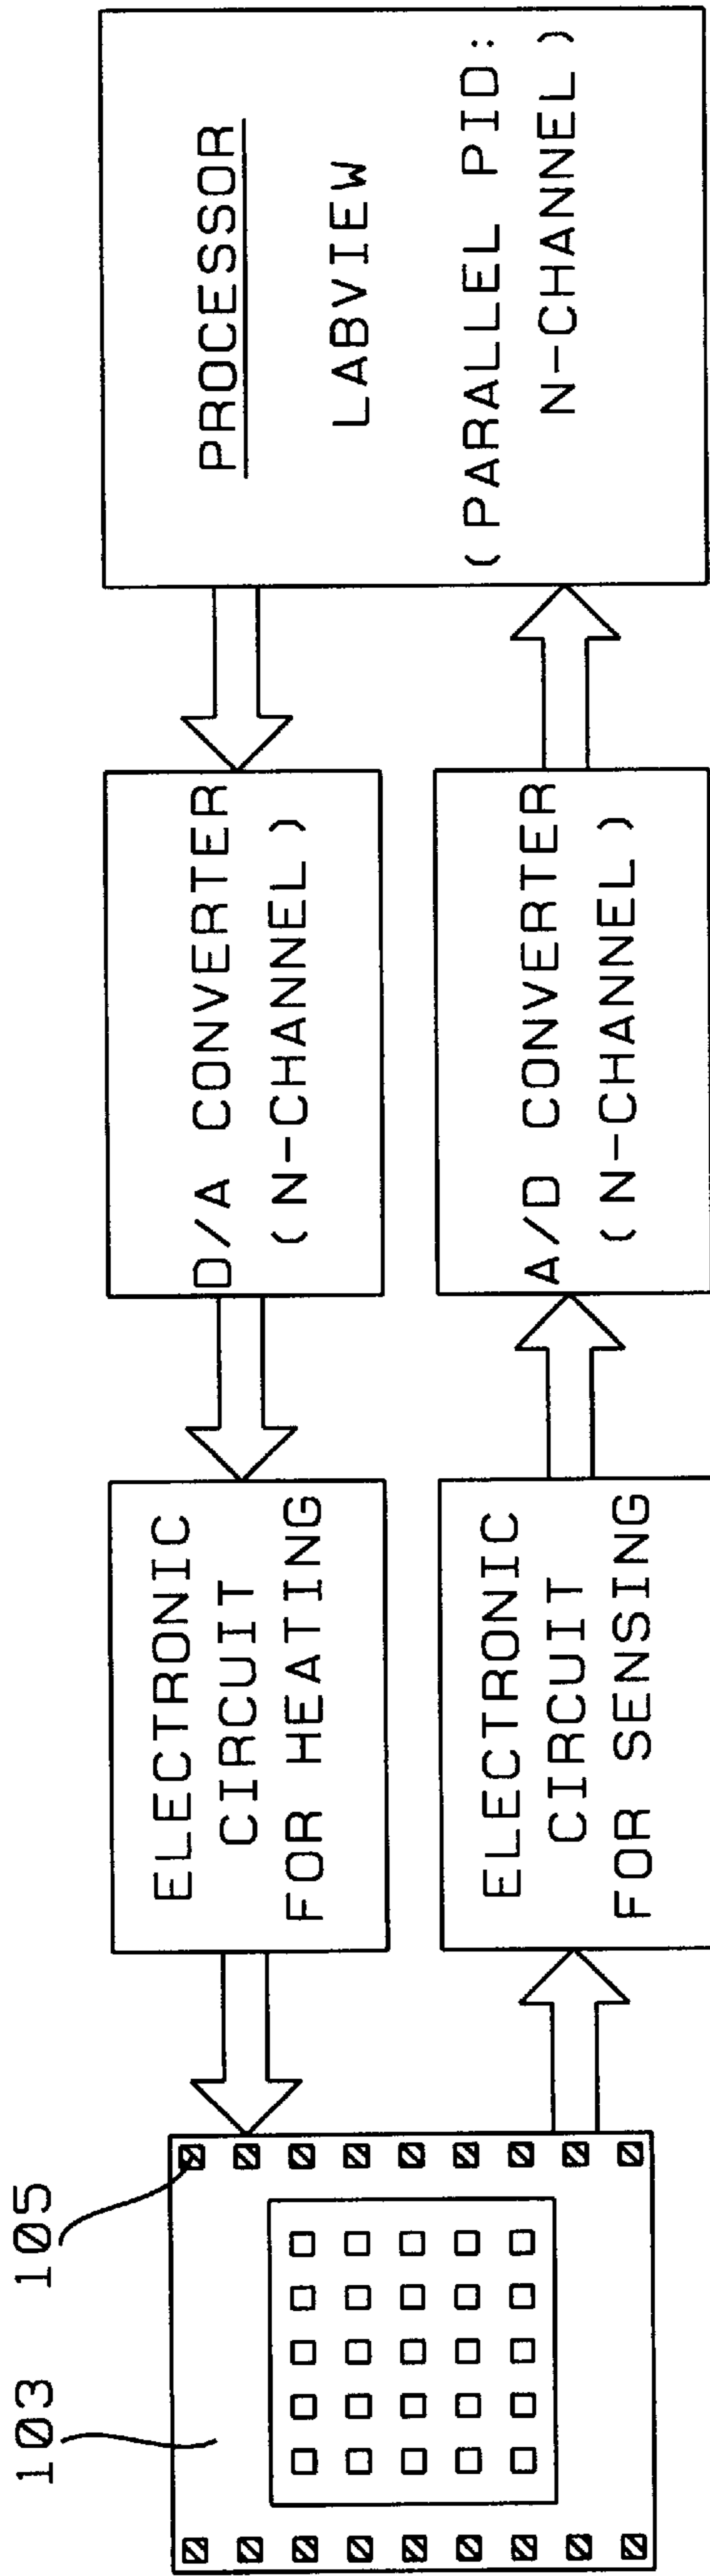 103
105
ELECTRONIC
CIRCUIT
FOR HEATING
D/A CONVERTER
(N-CHANNEL)
PROCESSOR
LABVIEW
(PARALLEL PID:
N-CHANNEL)
ELECTRONIC
CIRCUIT
FOR SENSING
A/D CONVERTER
(N-CHANNEL)